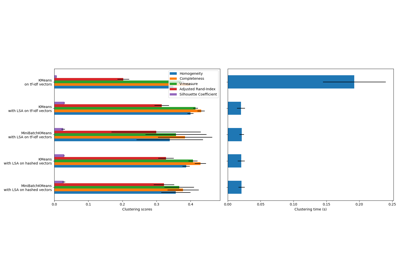 Homogeneity
Completeness
V-measure
Adjusted Rand-Index
Silhouette Coefficient
KMeans
on tf-idf vectors
KMeans
with LSA on tf-idf vectors
MiniBatchKMeans
with LSA on tf-idf vectors
KMeans
with LSA on hashed vectors
MiniBatchKMeans
with LSA on hashed vectors
0.0 0.1 0.2 0.3 0.4
Clustering scores
0.00 0.05 0.10 0.15 0.20 0.25
Clustering time (s)